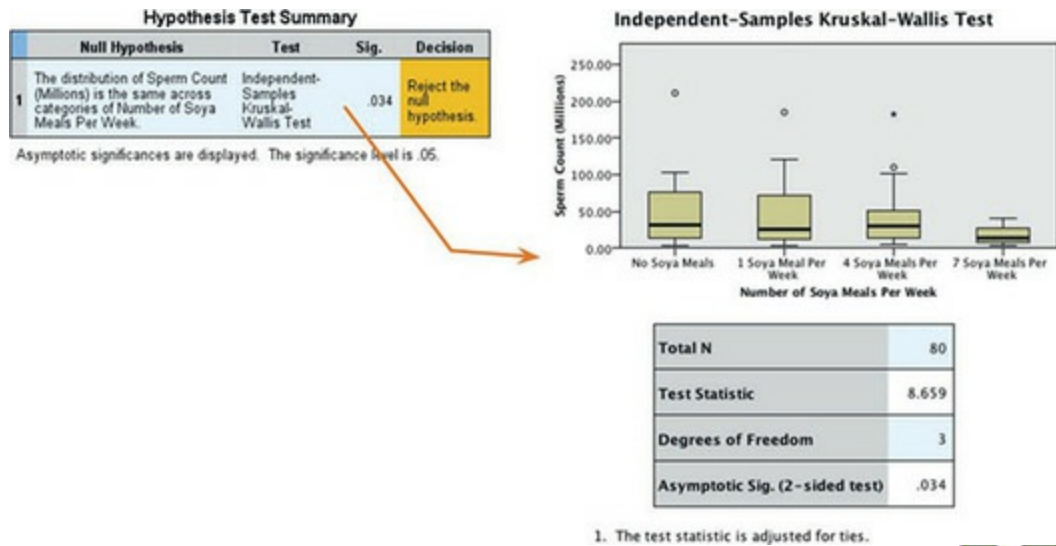 Hypothesis Test Summary
Null Hypothesis Test Sig. Decision
1 The distribution of Sperm Count (Millions) is the same across categories of Number of Soya Meals Per Week. Independent-Samples Kruskal-Wallis Test .034 Reject the null hypothesis.
Asymptotic significances are displayed. The significance level is .05.
Independent-Samples Kruskal-Wallis Test
Sperm Count (Millions)
250.00
200.00
150.00
100.00
50.00
0.00
No Soya Meals
1 Soya Meal Per Week
4 Soya Meals Per Week
7 Soya Meals Per Week
Number of Soya Meals Per Week
Total N 80
Test Statistic 8.659
Degrees of Freedom 3
Asymptotic Sig. (2-sided test) .034
1. The test statistic is adjusted for ties.